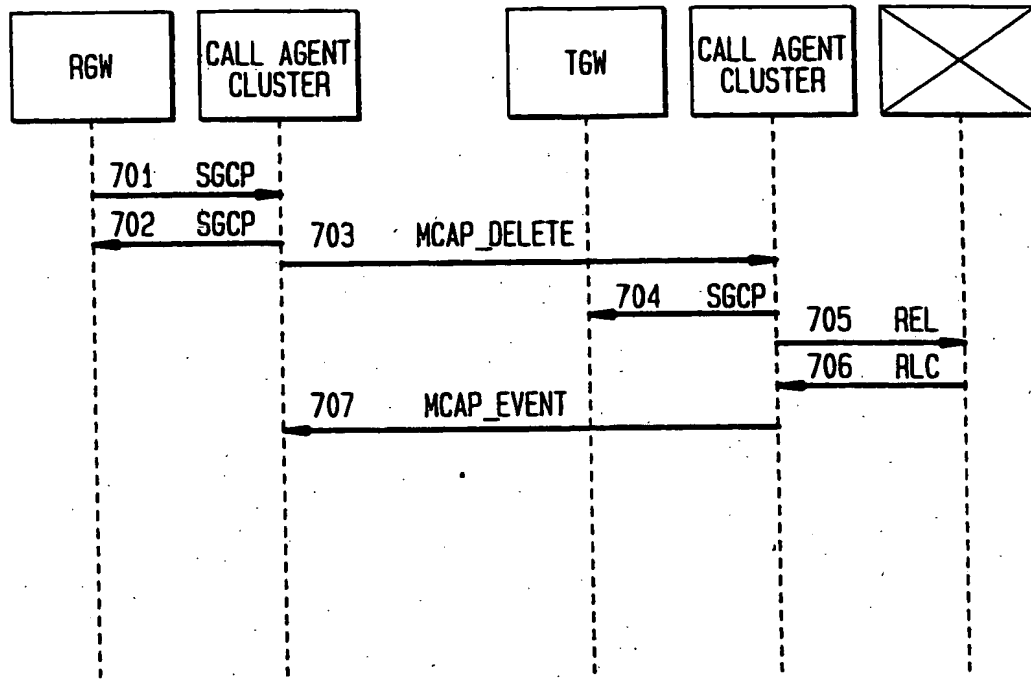 RGW
CALL AGENT
CLUSTER
TGW
CALL AGENT
CLUSTER
701 SGCP
702 SGCP
703 MCAP_DELETE
704 SGCP
705 REL
706 RLC
707 MCAP_EVENT